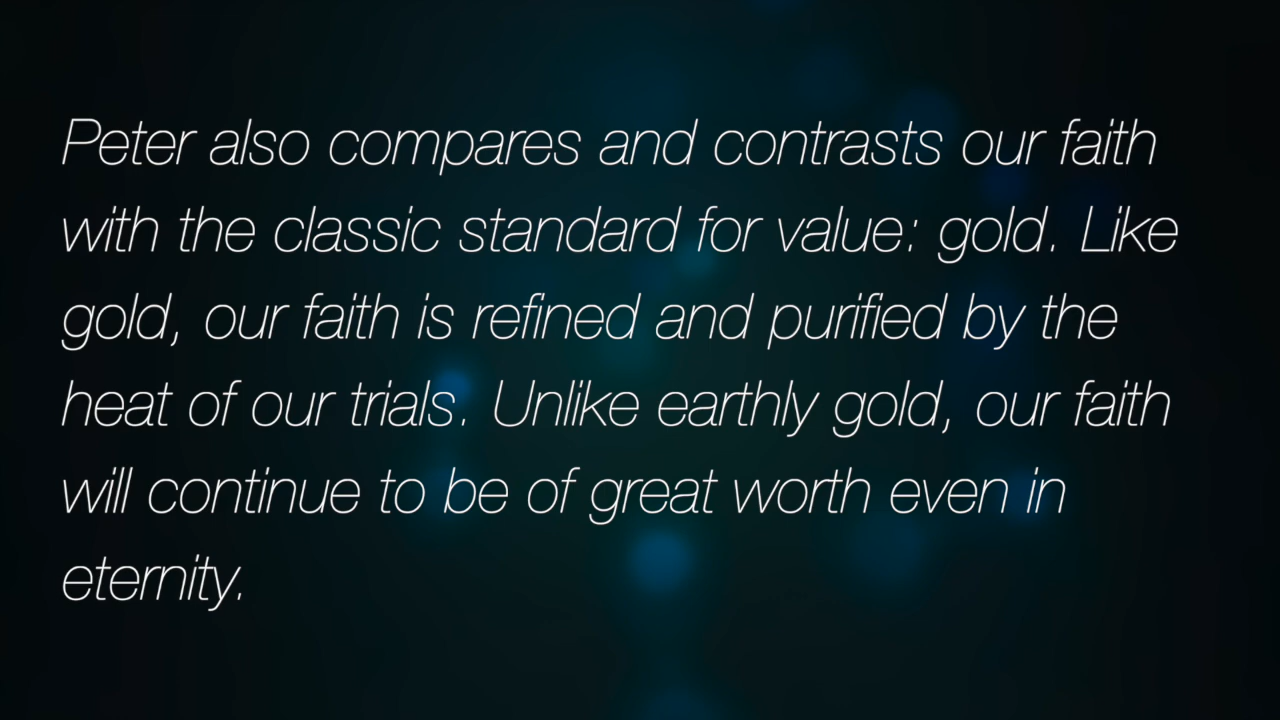 Peter also compares and contrasts our faith
with the classic standard for value: gold. Like
gold, our faith is refined and purified by the
heat of our trials. Unlike earthly gold, our faith
will continue to be of great worth even in
eternity.